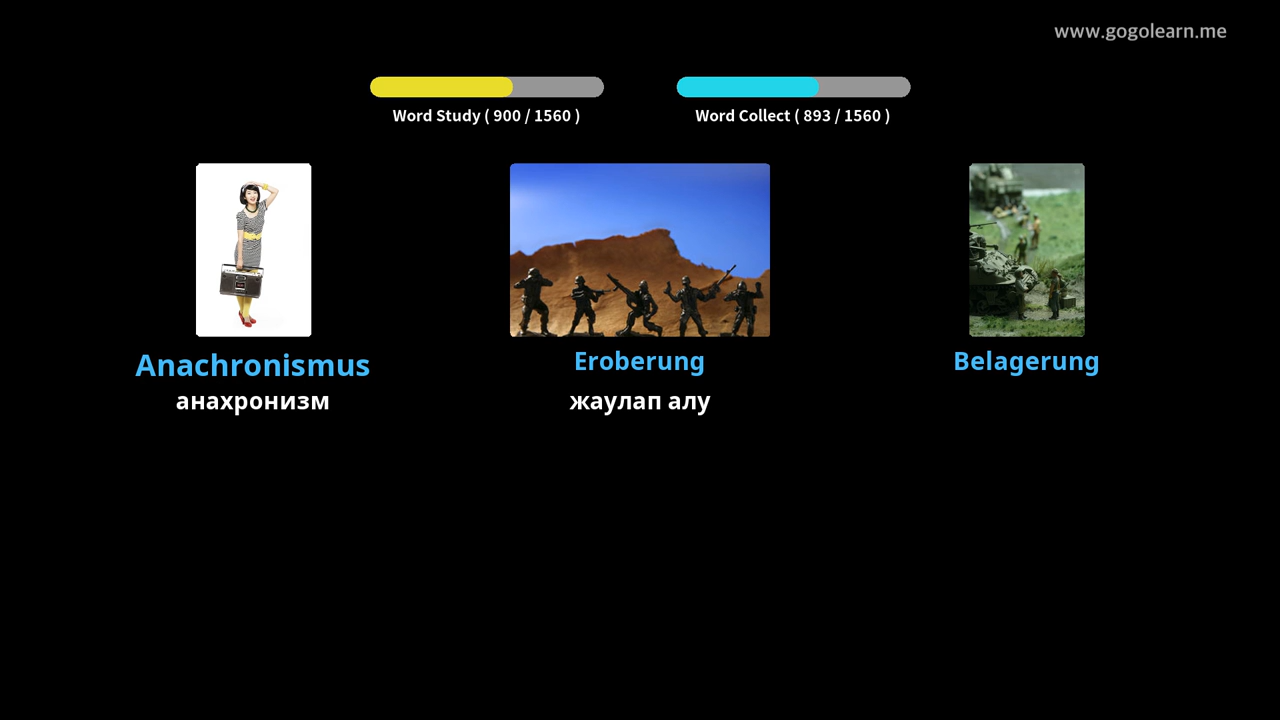 www.gogolearn.me
Word Study ( 900 / 1560 )
Word Collect ( 893 / 1560 )
Anachronismus
анахронизм
Eroberung
жаулап алу
Belagerung